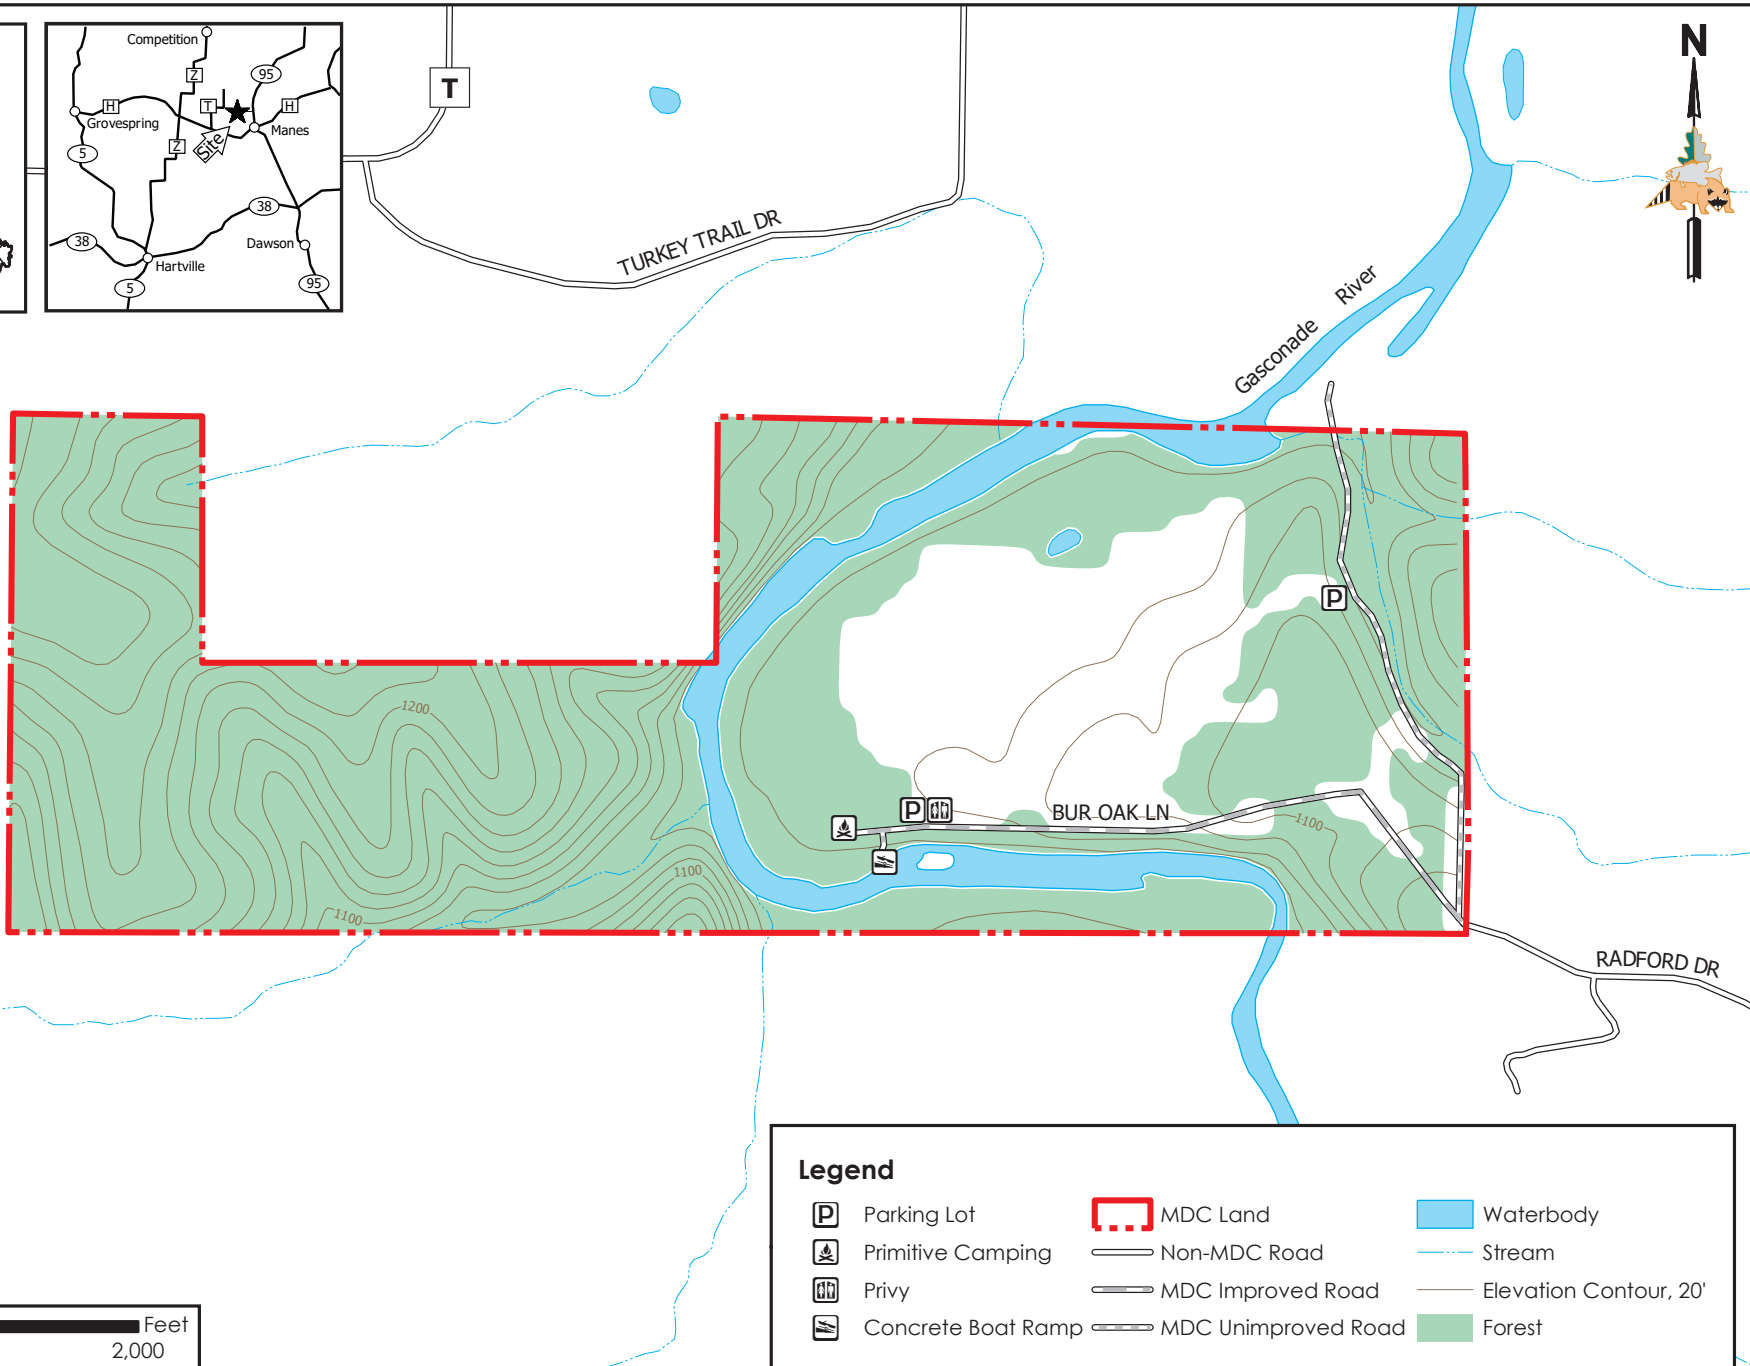 Competition
Z
95
H
T
H
Grovespring
Manes
Site
5
Z
38
38
Dawson
Hartville
5
95
T
N
TURKEY TRAIL DR
Gasconade River
P
1200
P
BUR OAK LN
1100
1100
1100
RADFORD DR
Legend
P Parking Lot
Primitive Camping
Privy
Concrete Boat Ramp
MDC Land
Non-MDC Road
MDC Improved Road
MDC Unimproved Road
Waterbody
Stream
Elevation Contour, 20'
Forest
Feet
2,000